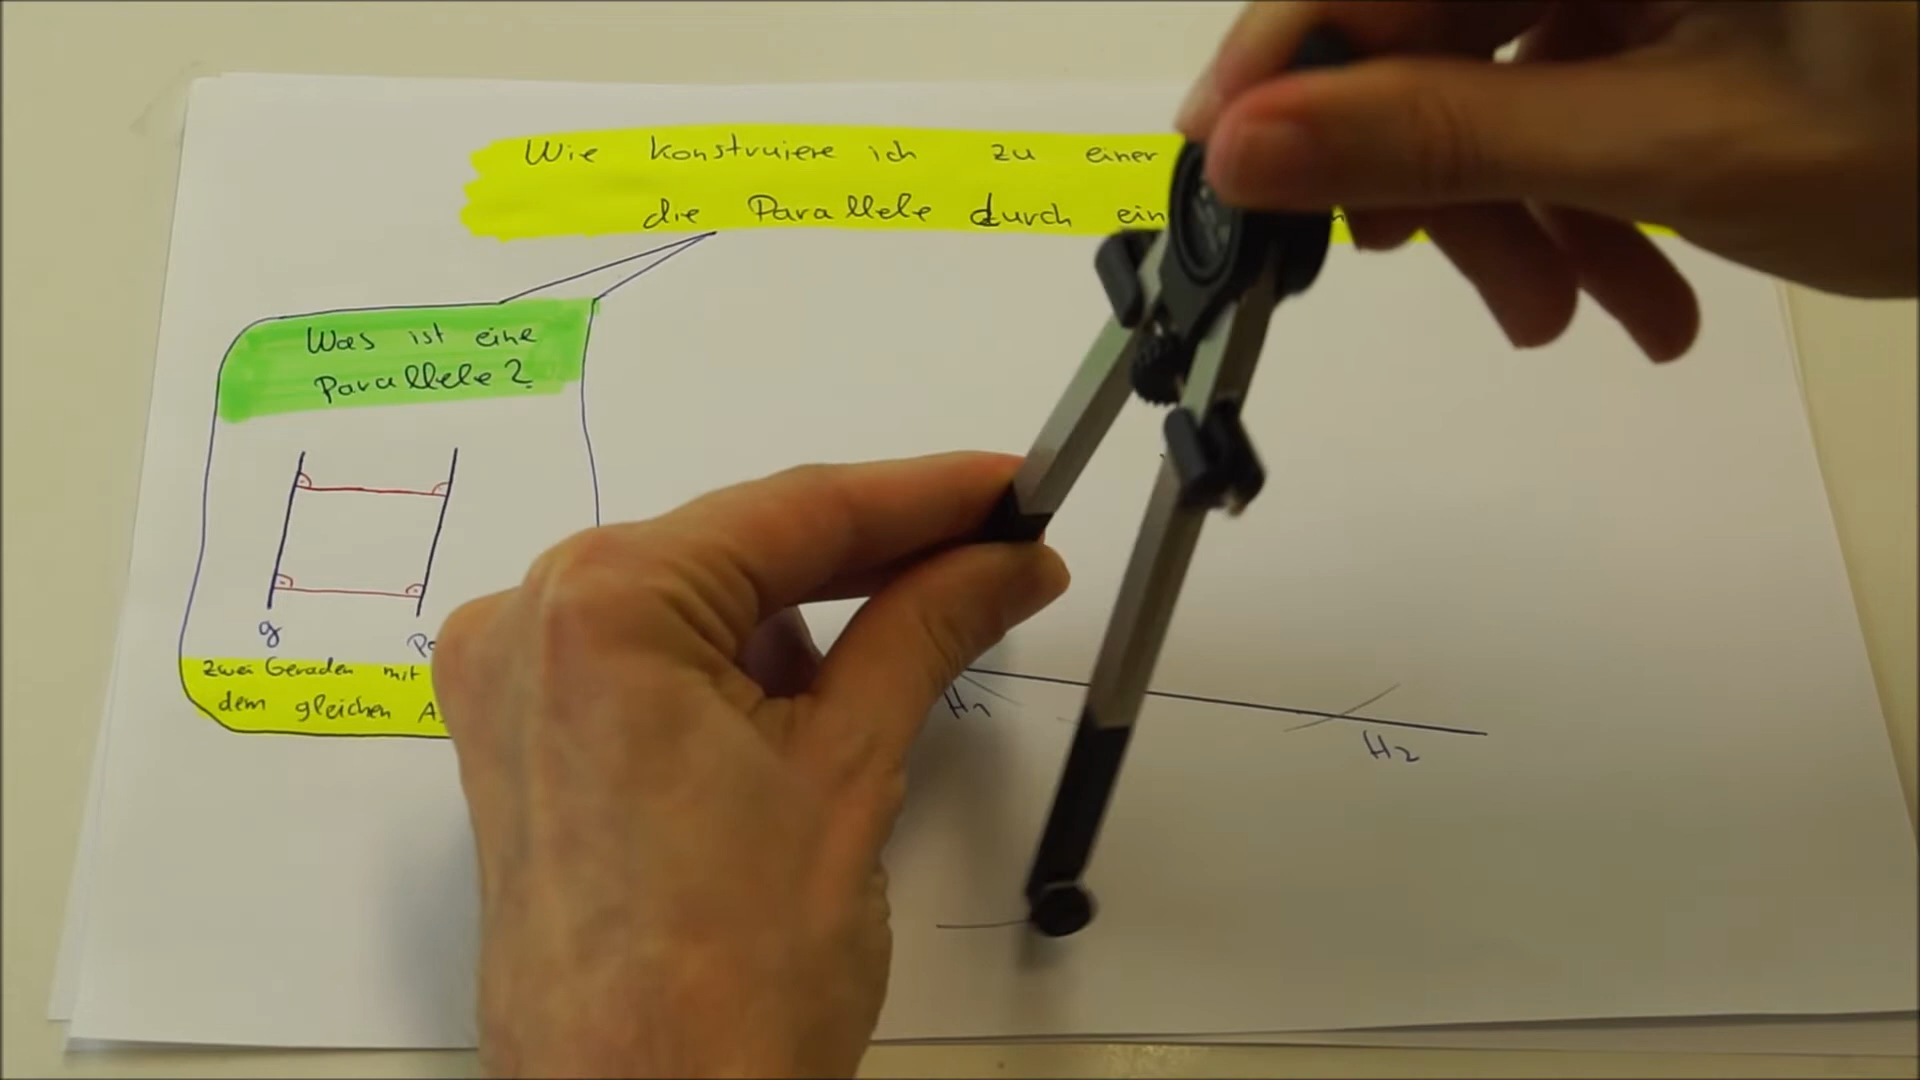 Wie konstruiere ich zu einer
die Parallele durch ein
Was ist eine
Parallele?
g
zwei Geraden mit
dem gleichen
H1
H2